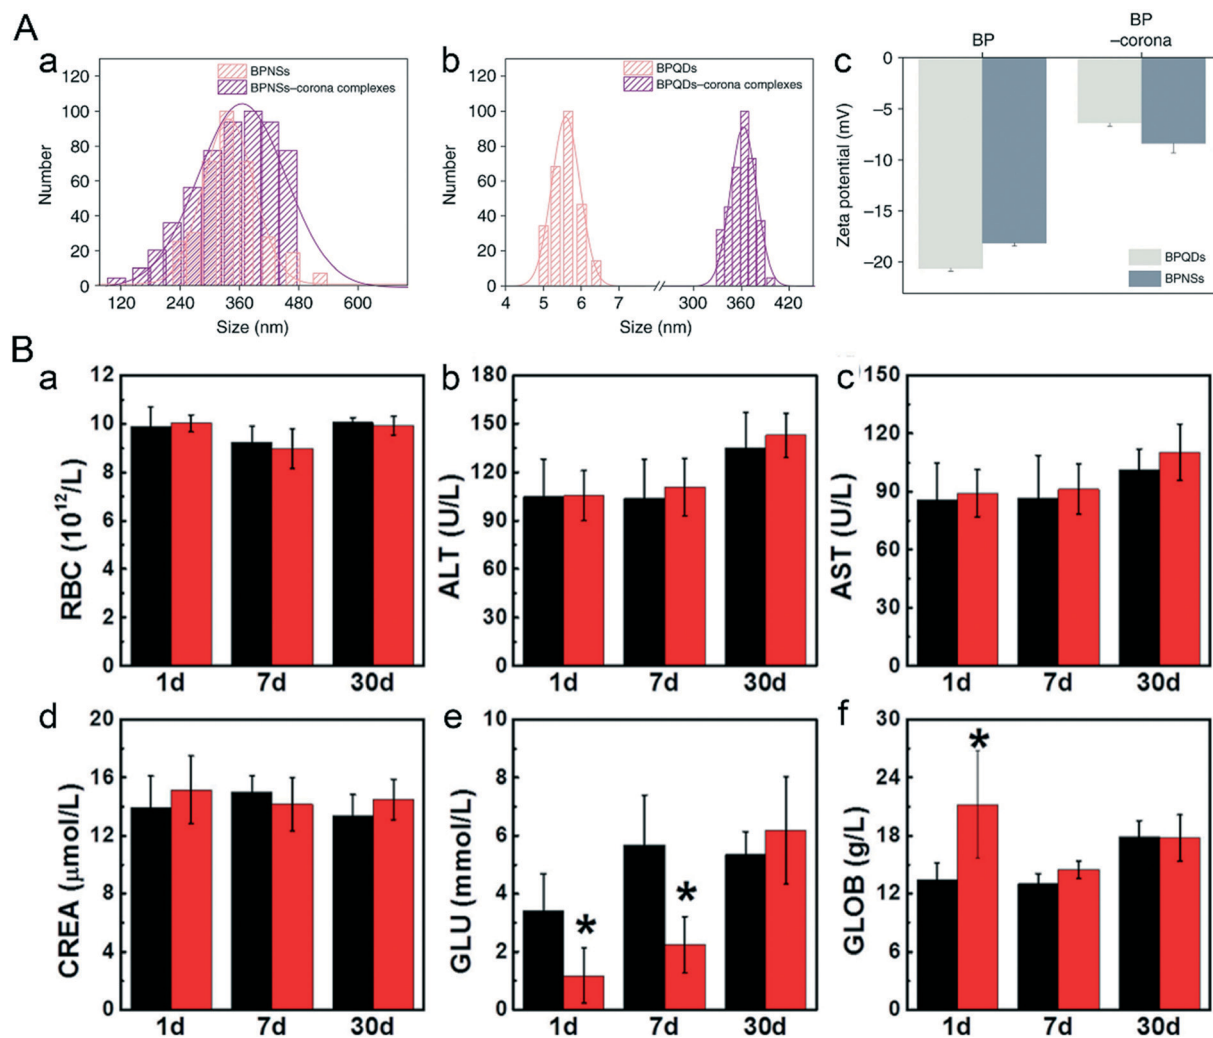 A
a
BPNSs
BPNSs–corona complexes
Number
120
100
80
60
40
20
0
120 240 360 480 600
Size (nm)
b
BPQDs
BPQDs–corona complexes
Number
120
100
80
60
40
20
0
4 5 6 7 300 360 420
Size (nm)
c
BP
BP
–corona
Zeta potential (mV)
0
–5
–10
–15
–20
BPQDs
BPNSs
B
a
RBC (10¹²/L)
12
10
8
6
4
2
0
1d 7d 30d
b
ALT (U/L)
180
150
120
90
60
30
0
1d 7d 30d
c
AST (U/L)
150
120
90
60
30
0
1d 7d 30d
d
CREA (μmol/L)
20
16
12
8
4
0
1d 7d 30d
e
GLU (mmol/L)
10
8
6
4
2
0
*
*
1d 7d 30d
f
GLOB (g/L)
30
24
18
12
6
0
*
1d 7d 30d